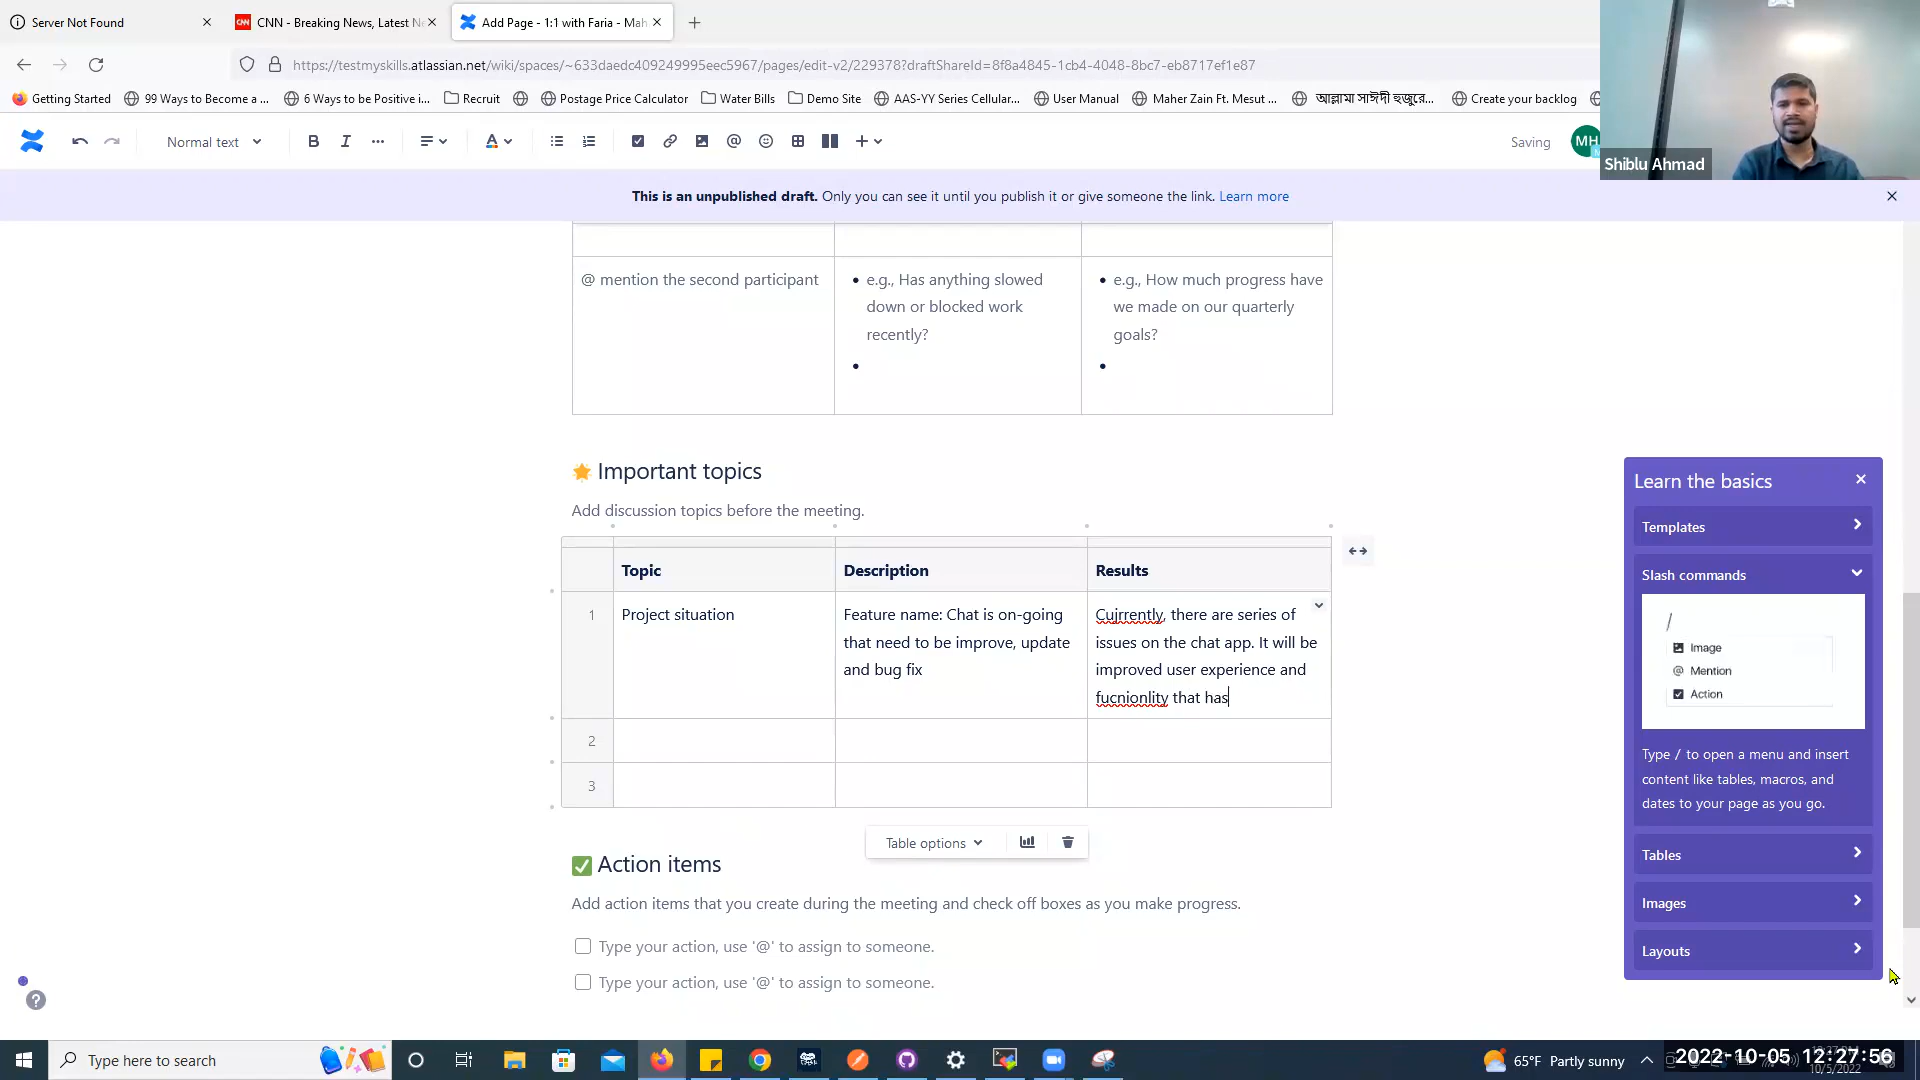 Server Not Found
CNN - Breaking News, Latest Ne
Add Page - 1:1 with Faria - Mah
https://testmyskills.atlassian.net/wiki/spaces/~633daedc409249995eec5967/pages/edit-v2/229378?draftShareId=8f8a4845-1cb4-4048-8bc7-eb8717ef1e87
Getting Started
99 Ways to Become a ...
6 Ways to be Positive i...
Recruit
Postage Price Calculator
Water Bills
Demo Site
AAS-YY Series Cellular...
User Manual
Maher Zain Ft. Mesut ...
আল্লামা সাঈদী হুজুরে...
Create your backlog
Normal text
B
I
A
@
Saving
MH
Shiblu Ahmad
This is an unpublished draft. Only you can see it until you publish it or give someone the link. Learn more
@ mention the second participant
e.g., Has anything slowed
down or blocked work
recently?
e.g., How much progress have
we made on our quarterly
goals?
Important topics
Add discussion topics before the meeting.
Topic
Description
Results
1
Project situation
Feature name: Chat is on-going
that need to be improve, update
and bug fix
Cujrrently, there are series of
issues on the chat app. It will be
improved user experience and
fucnionlity that has
2
3
Table options
Action items
Add action items that you create during the meeting and check off boxes as you make progress.
Type your action, use '@' to assign to someone.
Type your action, use '@' to assign to someone.
Learn the basics
Templates
Slash commands
/
Image
@ Mention
Action
Type / to open a menu and insert
content like tables, macros, and
dates to your page as you go.
Tables
Images
Layouts
?
Type here to search
65°F Partly sunny
2022-10-05 12:27:56
10/5/2022